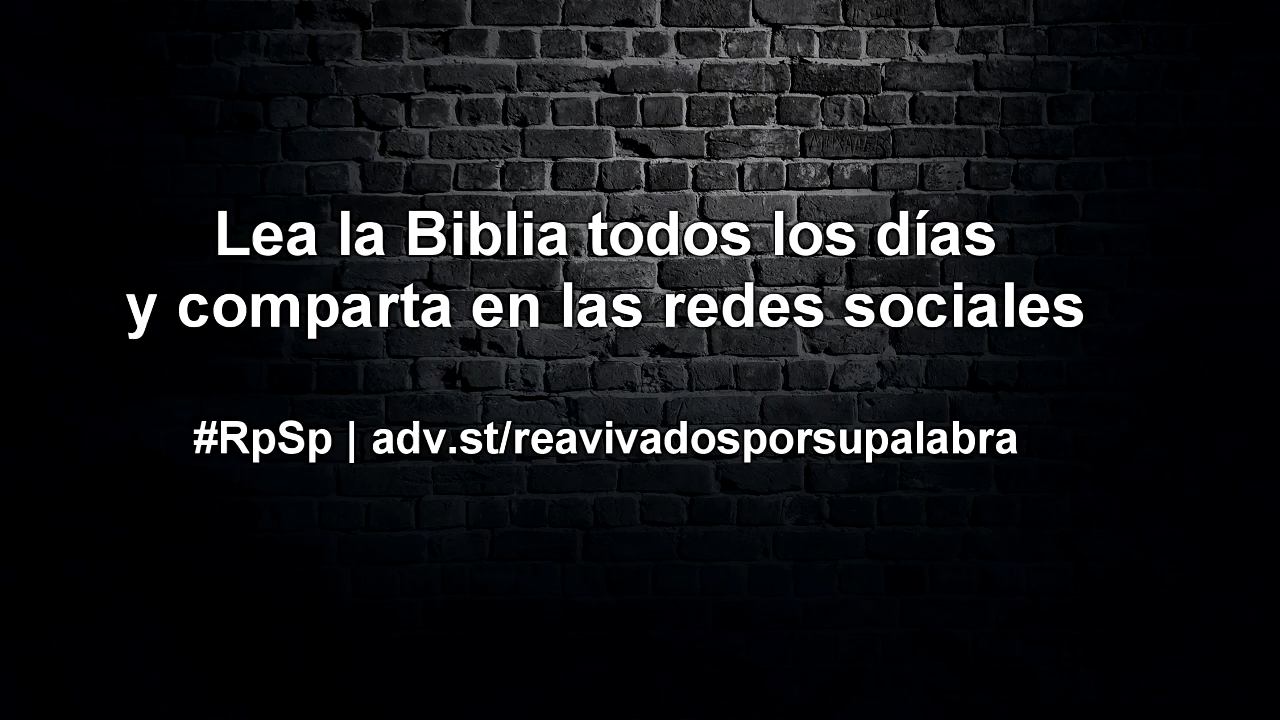 Lea la Biblia todos los días
y comparta en las redes sociales
#RpSp | adv.st/reavivadosporsupalabra